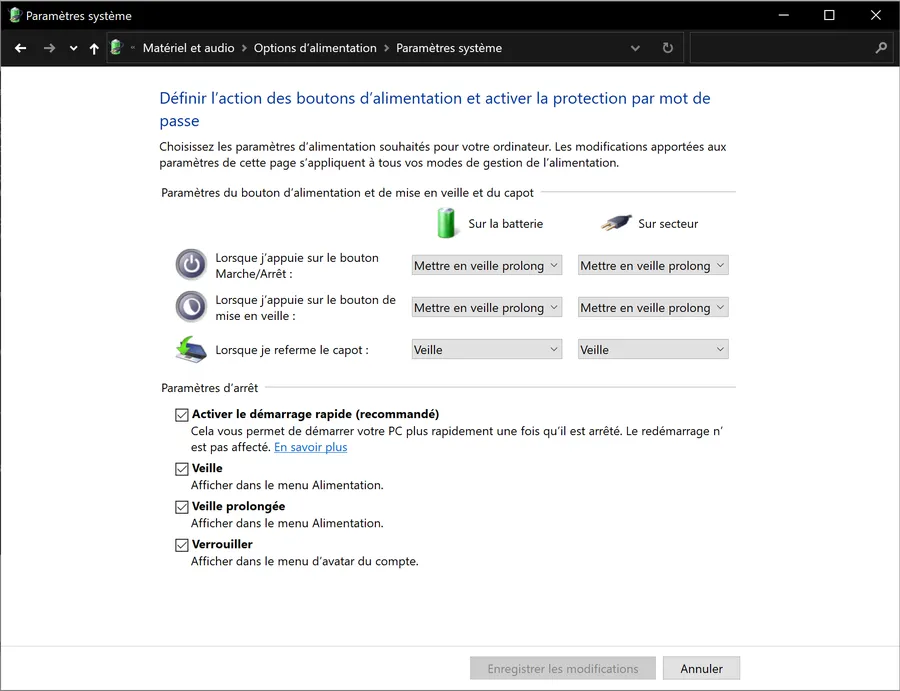 Paramètres système
« Matériel et audio > Options d’alimentation > Paramètres système
Définir l’action des boutons d’alimentation et activer la protection par mot de
passe
Choisissez les paramètres d’alimentation souhaités pour votre ordinateur. Les modifications apportées aux
paramètres de cette page s’appliquent à tous vos modes de gestion de l’alimentation.
Paramètres du bouton d’alimentation et de mise en veille et du capot
Sur la batterie Sur secteur
Lorsque j’appuie sur le bouton
Marche/Arrêt : Mettre en veille prolong Mettre en veille prolong
Lorsque j’appuie sur le bouton de
mise en veille : Mettre en veille prolong Mettre en veille prolong
Lorsque je referme le capot : Veille Veille
Paramètres d’arrêt
Activer le démarrage rapide (recommandé)
Cela vous permet de démarrer votre PC plus rapidement une fois qu’il est arrêté. Le redémarrage n’
est pas affecté. En savoir plus
Veille
Afficher dans le menu Alimentation.
Veille prolongée
Afficher dans le menu Alimentation.
Verrouiller
Afficher dans le menu d’avatar du compte.
Enregistrer les modifications Annuler